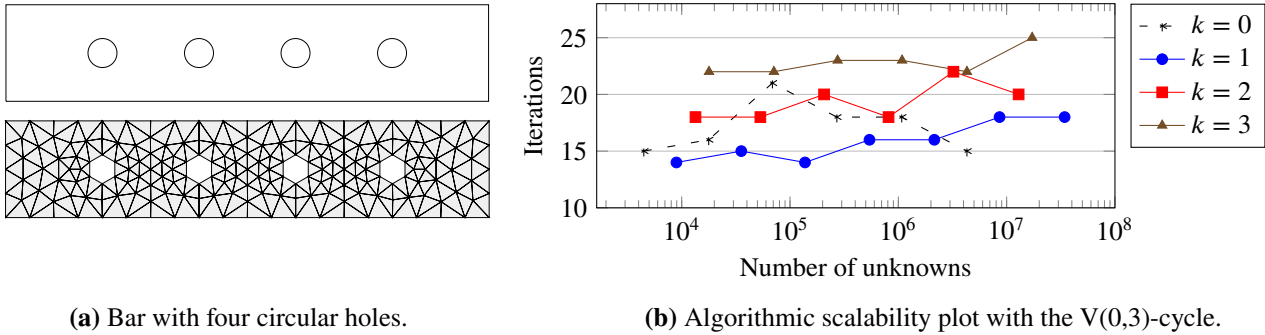 25
20
15
10
Iterations
10^4
10^5
10^6
10^7
10^8
Number of unknowns
k = 0
k = 1
k = 2
k = 3
(a) Bar with four circular holes.
(b) Algorithmic scalability plot with the V(0,3)-cycle.